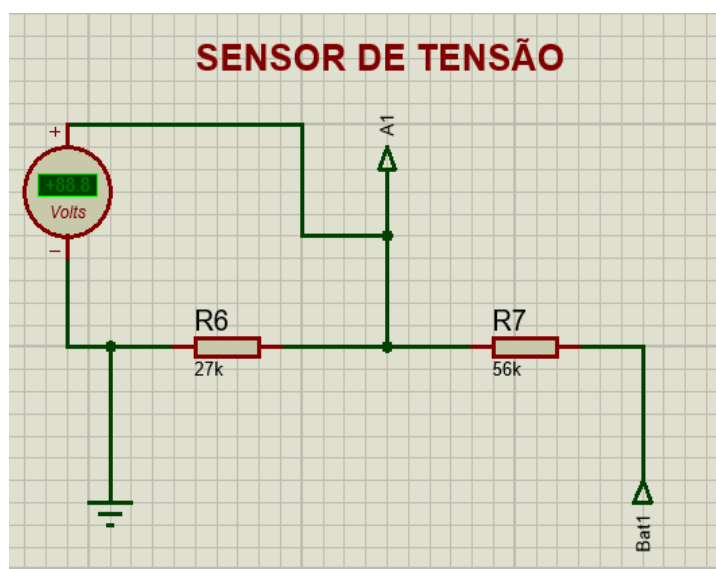 SENSOR DE TENSÃO
A1
+
+88.8
Volts
−
R6
27k
R7
56k
Bat1